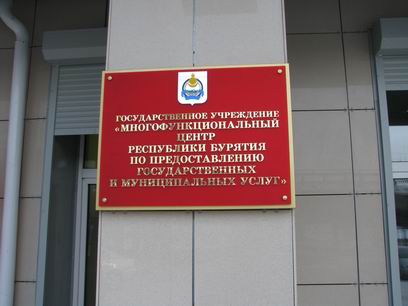 ГОСУДАРСТВЕННОЕ УЧРЕЖДЕНИЕ
«МНОГОФУНКЦИОНАЛЬНЫЙ
ЦЕНТР
РЕСПУБЛИКИ БУРЯТИЯ
ПО ПРЕДОСТАВЛЕНИЮ
ГОСУДАРСТВЕННЫХ
И МУНИЦИПАЛЬНЫХ УСЛУГ»